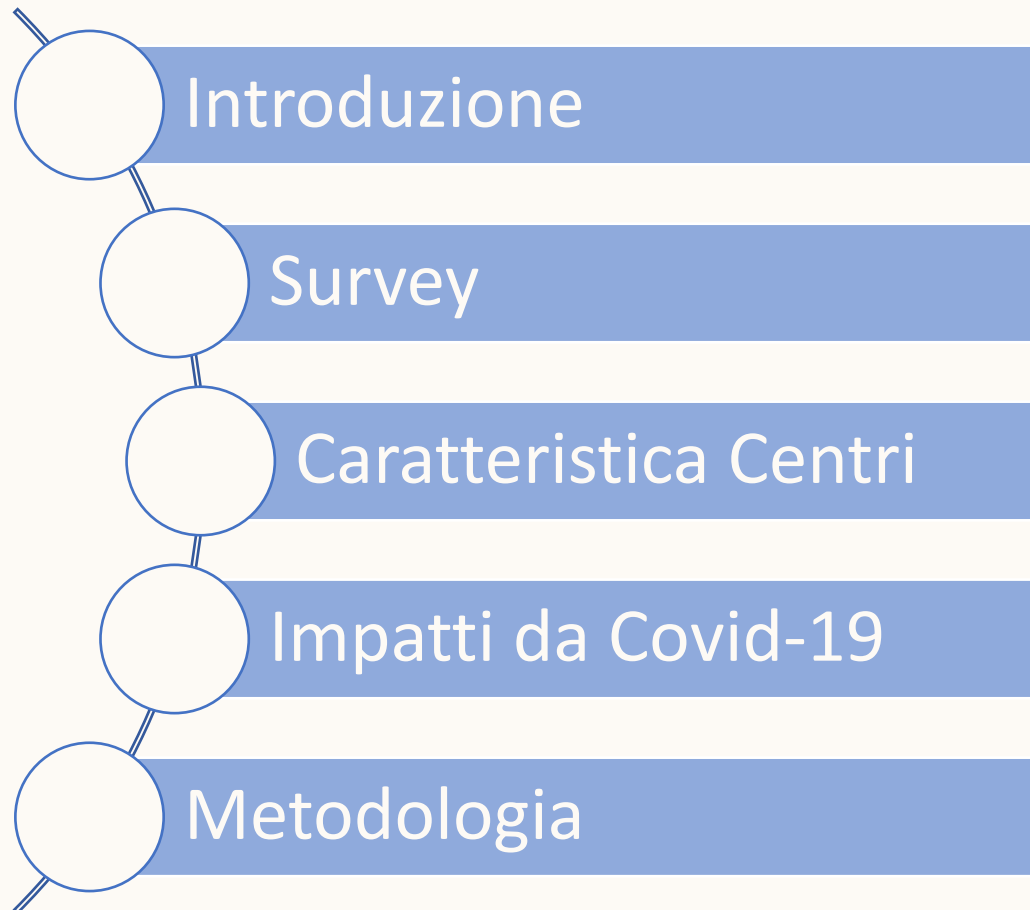 Introduzione
Survey
Caratteristica Centri
Impatti da Covid-19
Metodologia